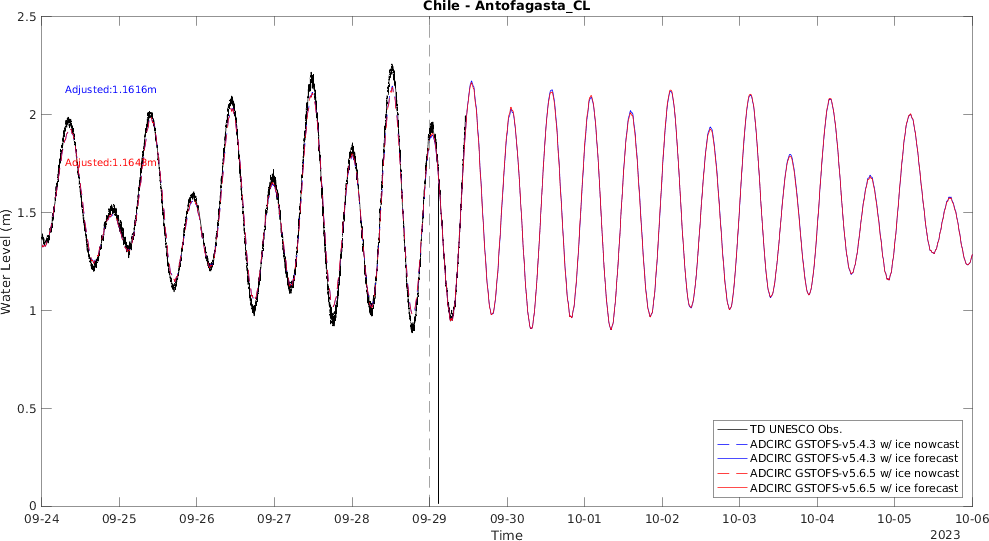 Chile - Antofagasta_CL
2.5
2
1.5
1
0.5
0
Water Level (m)
Adjusted:1.1616m
Adjusted:1.1643m
TD UNESCO Obs.
ADCIRC GSTOFS-v5.4.3 w/ ice nowcast
ADCIRC GSTOFS-v5.4.3 w/ ice forecast
ADCIRC GSTOFS-v5.6.5 w/ ice nowcast
ADCIRC GSTOFS-v5.6.5 w/ ice forecast
09-24 09-25 09-26 09-27 09-28 09-29 09-30 10-01 10-02 10-03 10-04 10-05 10-06
Time
2023